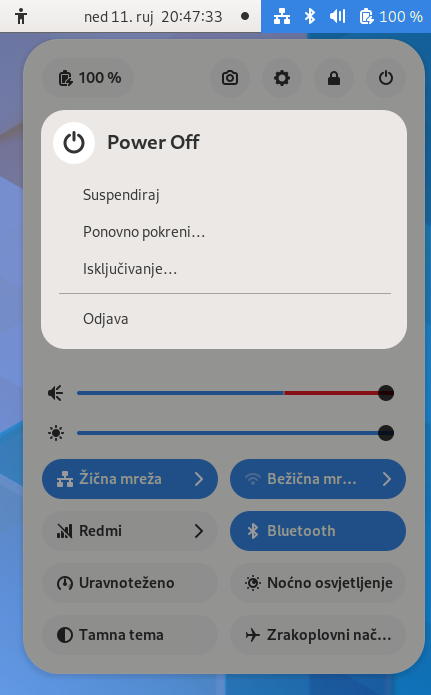 ned 11. ruj 20:47:33
100 %
100 %
Power Off
Suspendiraj
Ponovno pokreni…
Isključivanje…
Odjava
Žična mreža
Bežična mr…
Redmi
Bluetooth
Uravnoteženo
Noćno osvjetljenje
Tamna tema
Zrakoplovni nač…